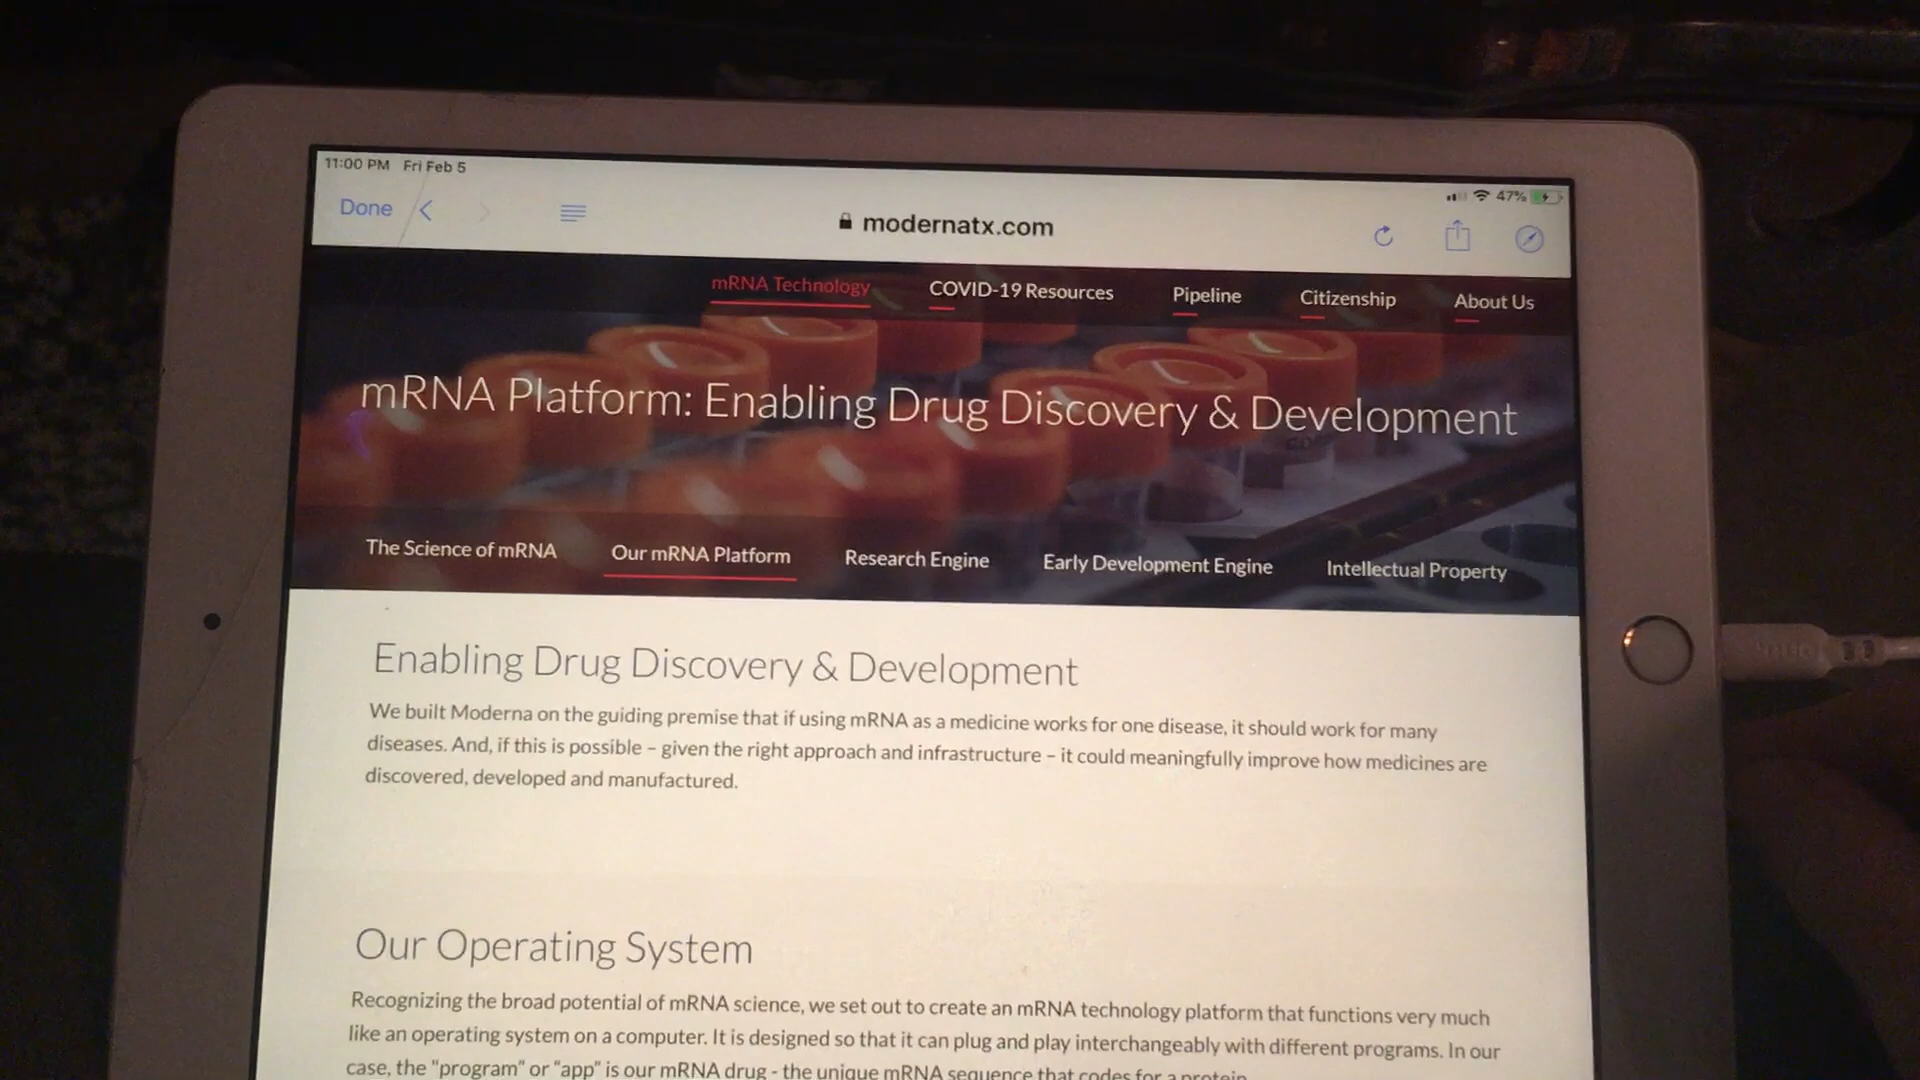 11:00 PM Fri Feb 5
47%
Done
modernatx.com
mRNA Technology COVID-19 Resources Pipeline Citizenship About Us
mRNA Platform: Enabling Drug Discovery & Development
The Science of mRNA Our mRNA Platform Research Engine Early Development Engine Intellectual Property
Enabling Drug Discovery & Development
We built Moderna on the guiding premise that if using mRNA as a medicine works for one disease, it should work for many
diseases. And, if this is possible – given the right approach and infrastructure – it could meaningfully improve how medicines are
discovered, developed and manufactured.
Our Operating System
Recognizing the broad potential of mRNA science, we set out to create an mRNA technology platform that functions very much
like an operating system on a computer. It is designed so that it can plug and play interchangeably with different programs. In our
case, the "program" or "app" is our mRNA drug - the unique mRNA sequence that codes for a protein.